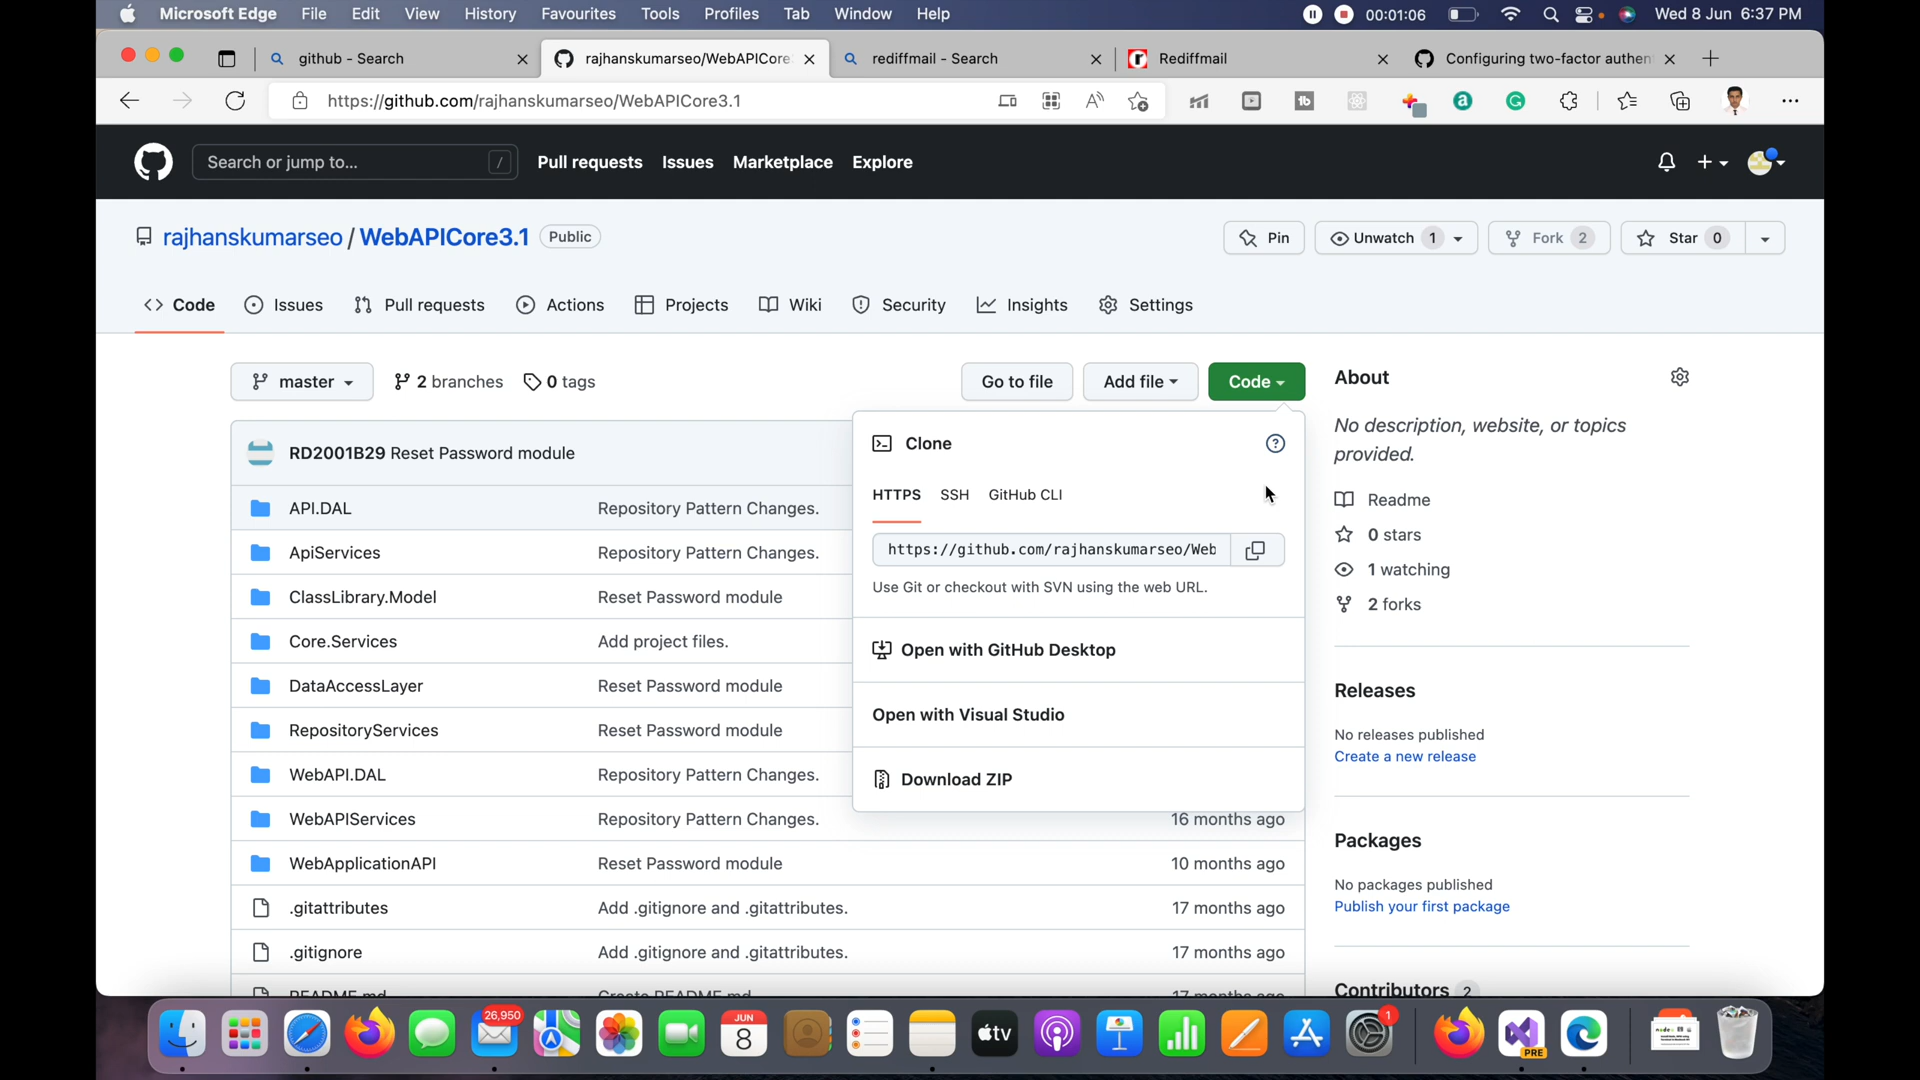 Microsoft Edge File Edit View History Favourites Tools Profiles Tab Window Help 00:01:06 Wed 8 Jun 6:37 PM
github - Search
rajhanskumarseo/WebAPICore
rediffmail - Search
Rediffmail
Configuring two-factor authen
https://github.com/rajhanskumarseo/WebAPICore3.1
Search or jump to... / Pull requests Issues Marketplace Explore
rajhanskumarseo / WebAPICore3.1 Public
Pin Unwatch 1 Fork 2 Star 0
Code Issues Pull requests Actions Projects Wiki Security Insights Settings
master 2 branches 0 tags Go to file Add file Code
RD2001B29 Reset Password module
API.DAL Repository Pattern Changes.
ApiServices Repository Pattern Changes.
ClassLibrary.Model Reset Password module
Core.Services Add project files.
DataAccessLayer Reset Password module
RepositoryServices Reset Password module
WebAPI.DAL Repository Pattern Changes.
WebAPIServices Repository Pattern Changes. 16 months ago
WebApplicationAPI Reset Password module 10 months ago
.gitattributes Add .gitignore and .gitattributes. 17 months ago
.gitignore Add .gitignore and .gitattributes. 17 months ago
README.md Create README.md 17 months ago
Clone
HTTPS SSH GitHub CLI
https://github.com/rajhanskumarseo/Web
Use Git or checkout with SVN using the web URL.
Open with GitHub Desktop
Open with Visual Studio
Download ZIP
About
No description, website, or topics
provided.
Readme
0 stars
1 watching
2 forks
Releases
No releases published
Create a new release
Packages
No packages published
Publish your first package
Contributors 2
26,950
JUN
8
tv
1
PRE